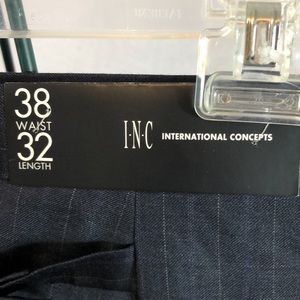 38
WAIST
32
LENGTH
I·N·C INTERNATIONAL CONCEPTS